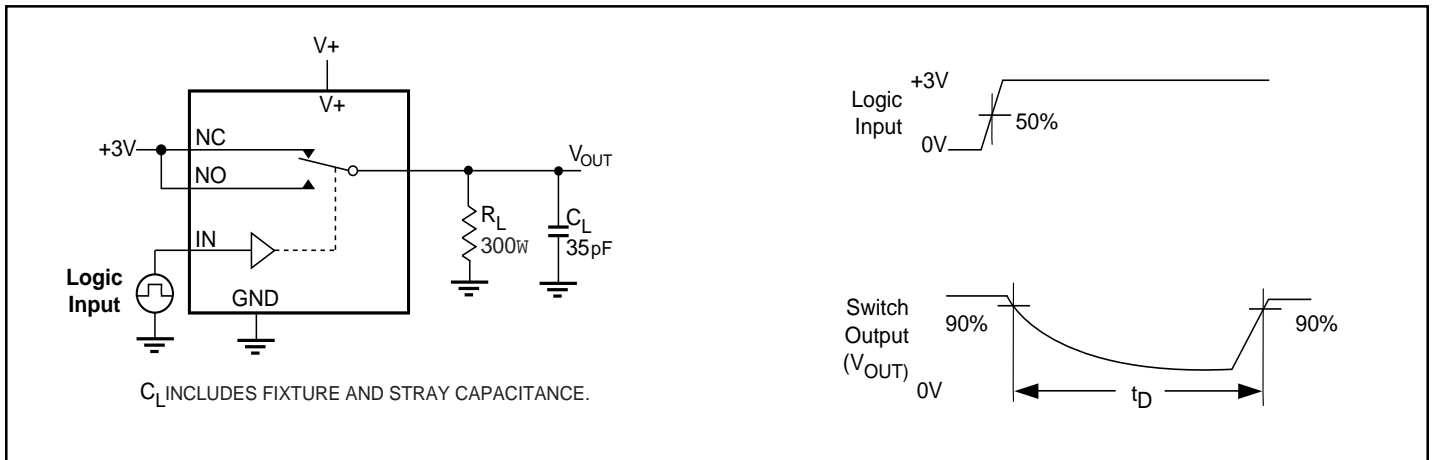 V+
V+
+3V
NC
NO
VOUT
RL
300W
CL
35pF
IN
Logic
Input
GND
CL INCLUDES FIXTURE AND STRAY CAPACITANCE.
Logic
Input
+3V
50%
0V
Switch
Output
(VOUT)
90%
90%
0V
tD